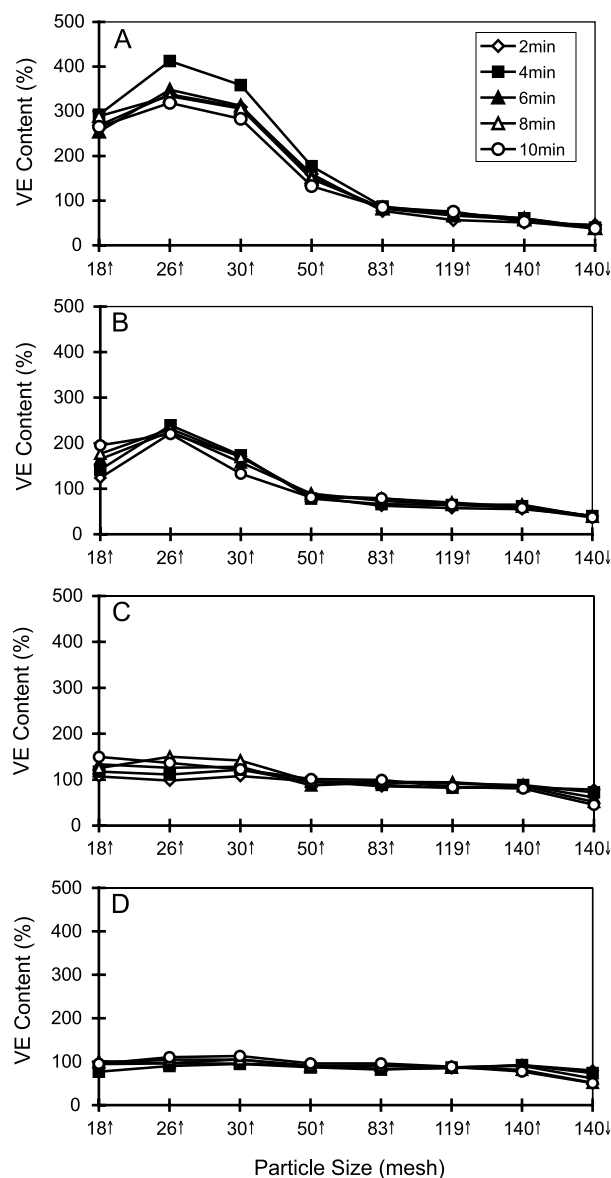 A
VE Content (%)
500
400
300
200
100
0
2min
4min
6min
8min
10min
18↑ 26↑ 30↑ 50↑ 83↑ 119↑ 140↑ 140↓
B
VE Content (%)
500
400
300
200
100
0
18↑ 26↑ 30↑ 50↑ 83↑ 119↑ 140↑ 140↓
C
VE Content (%)
500
400
300
200
100
0
18↑ 26↑ 30↑ 50↑ 83↑ 119↑ 140↑ 140↓
D
VE Content (%)
500
400
300
200
100
0
18↑ 26↑ 30↑ 50↑ 83↑ 119↑ 140↑ 140↓
Particle Size (mesh)